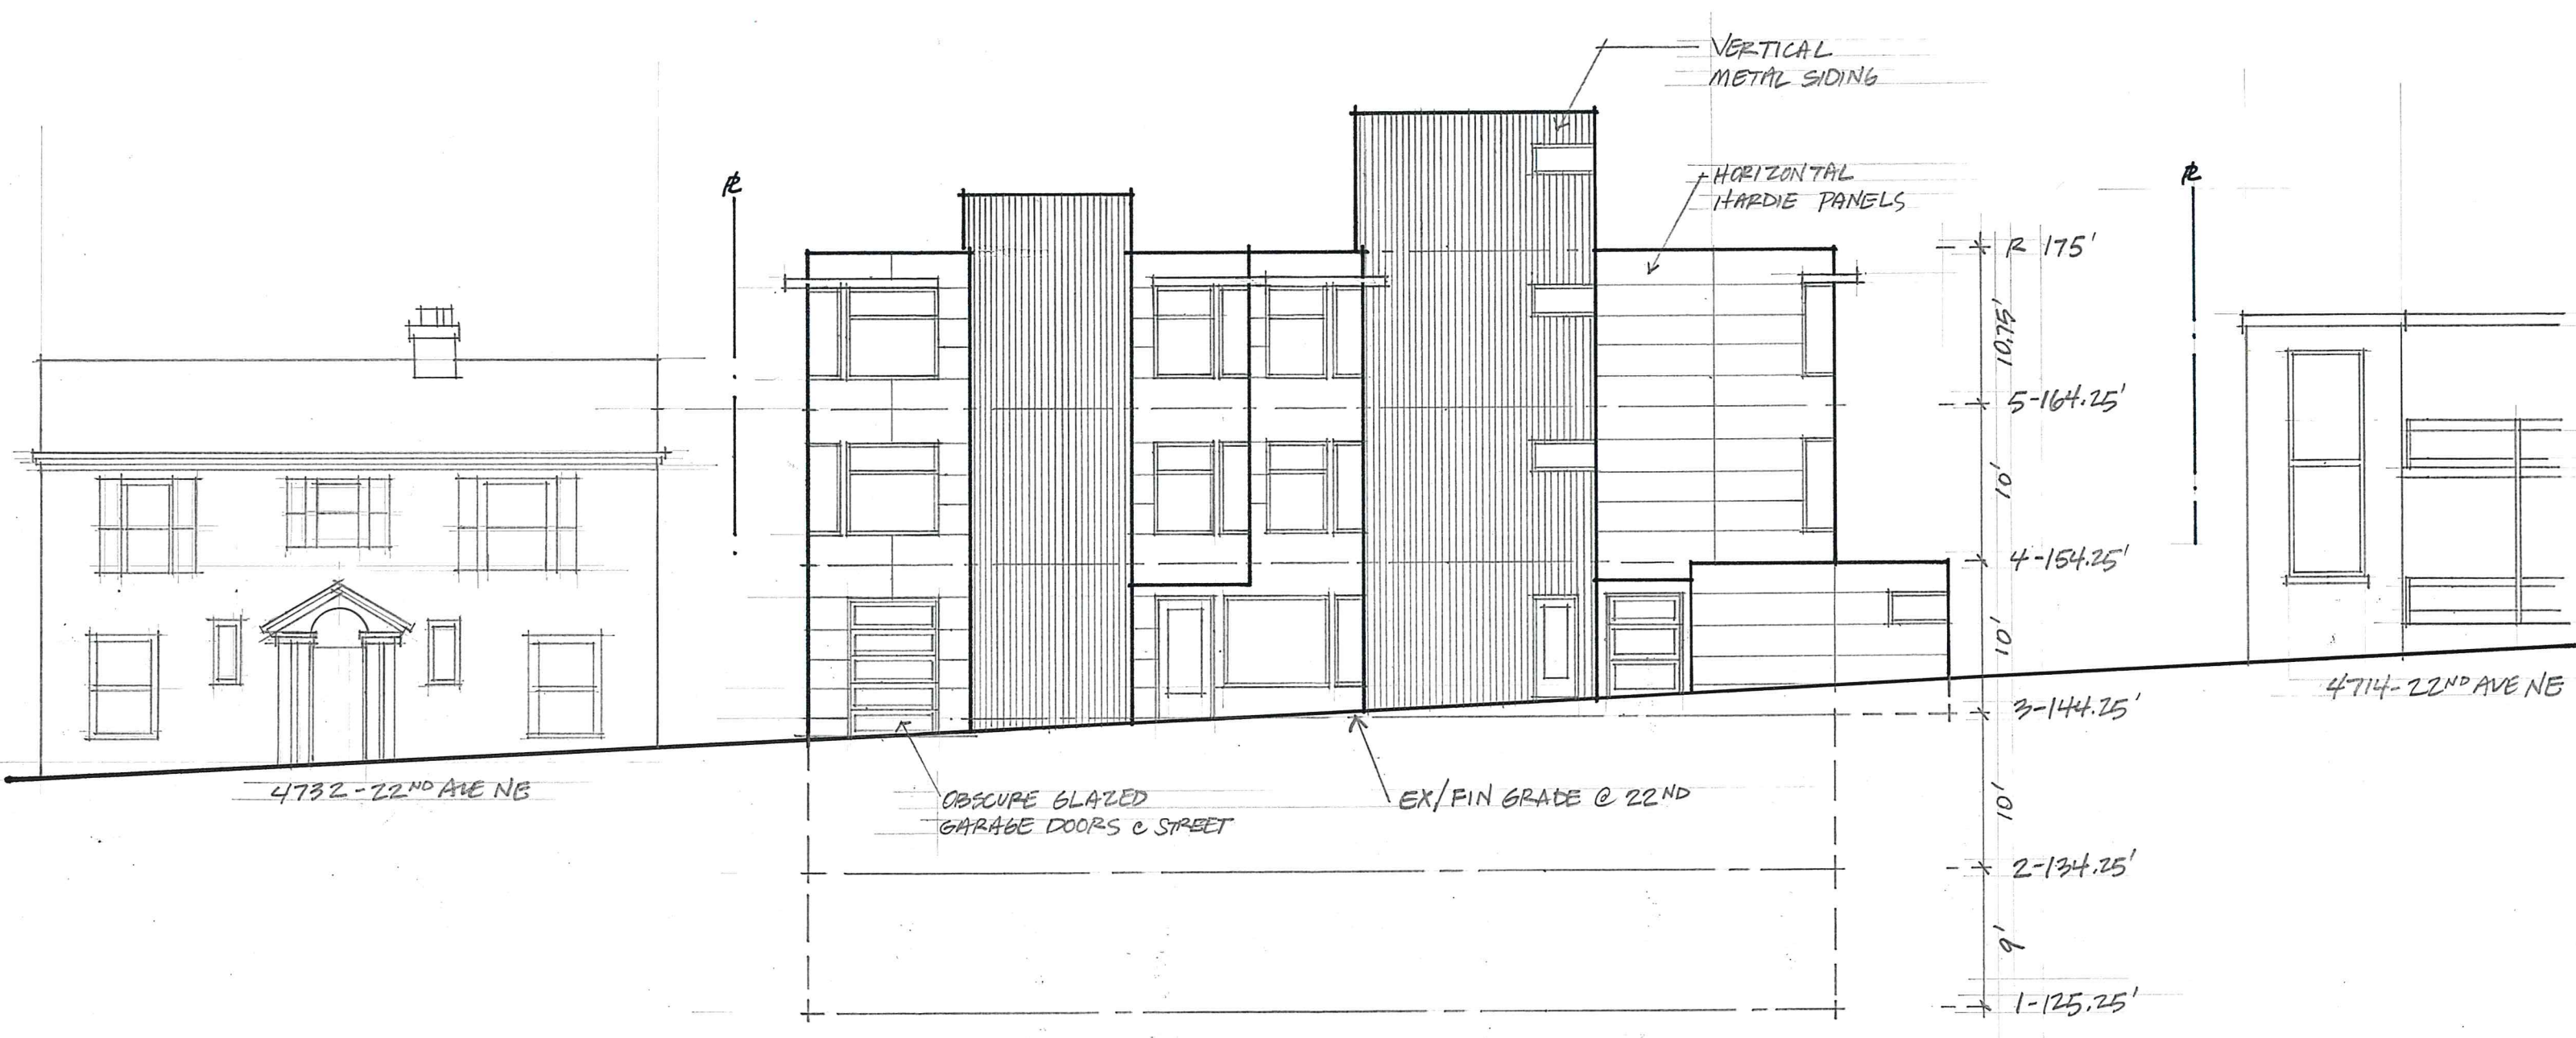 VERTICAL
METAL SIDING
HORIZONTAL
HARDIE PANELS
PL
PL
R 175'
10.75'
5-164.25'
10'
4-154.25'
10'
3-144.25'
10'
2-134.25'
9'
1-125.25'
4732-22ND AVE NE
OBSCURE GLAZED
GARAGE DOORS @ STREET
EX/FIN GRADE @ 22ND
4714-22ND AVE NE